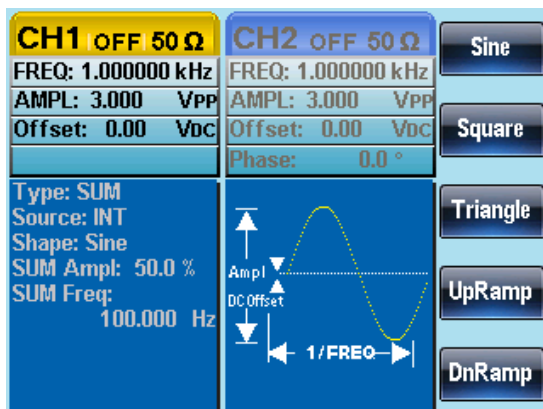 CH1 OFF 50 Ω
FREQ: 1.000000 kHz
AMPL: 3.000 VPP
Offset: 0.00 VDC
CH2 OFF 50 Ω
FREQ: 1.000000 kHz
AMPL: 3.000 VPP
Offset: 0.00 VDC
Phase: 0.0 °
Type: SUM
Source: INT
Shape: Sine
SUM Ampl: 50.0 %
SUM Freq:
100.000 Hz
Ampl
DC Offset
1/FREQ
Sine
Square
Triangle
UpRamp
DnRamp